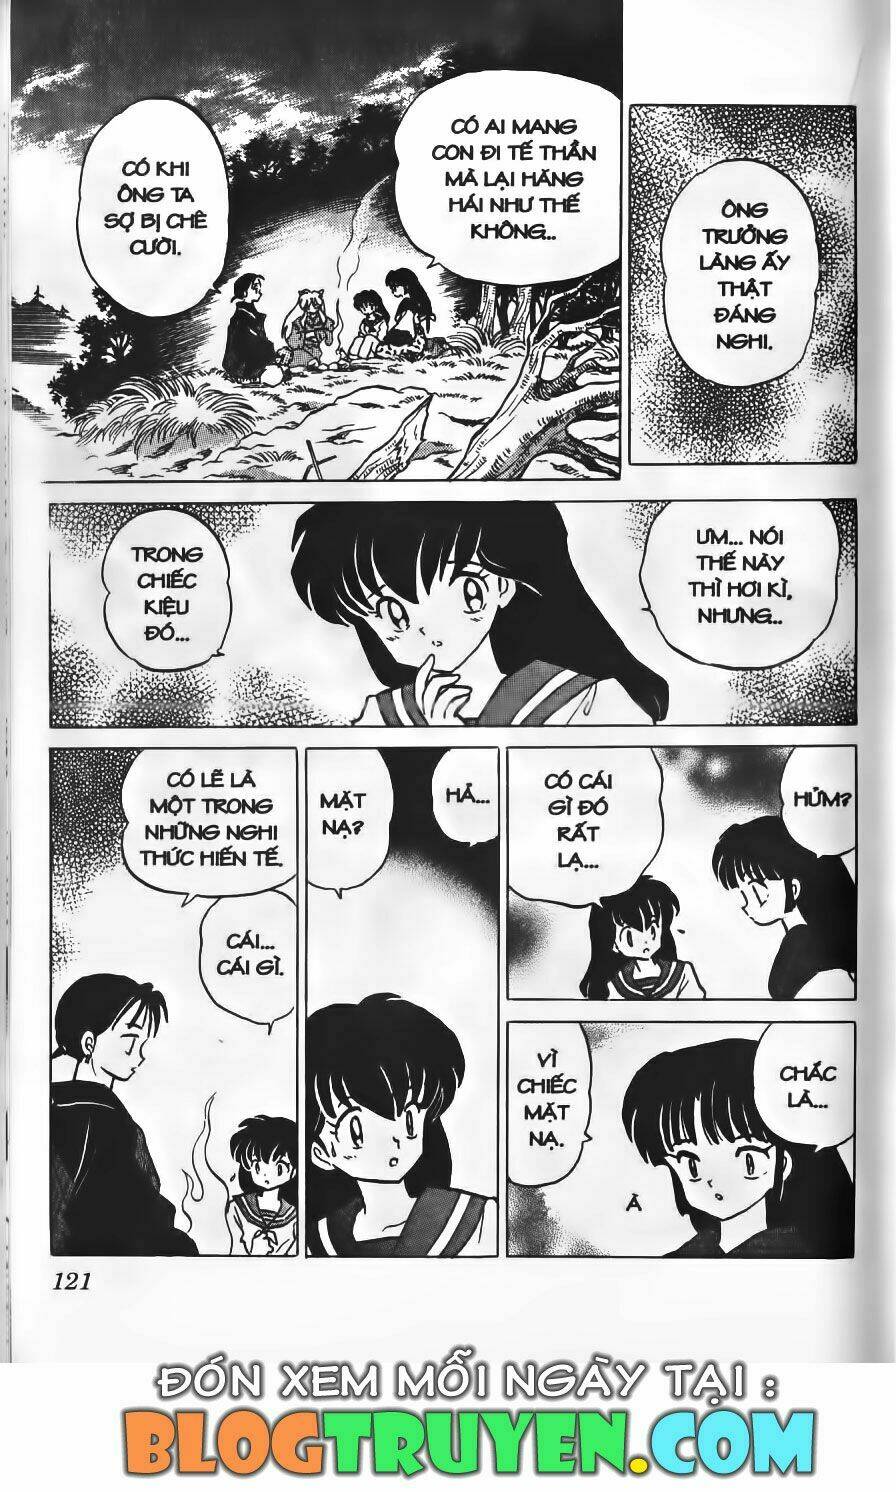 ÔNG
TRƯỞNG
LÀNG ẤY
THẬT
ĐÁNG
NGHI.
CÓ AI MANG
CON ĐI TẾ THẦN
MÀ LẠI HĂNG
HÁI NHƯ THẾ
KHÔNG...
CÓ KHI
ÔNG TA
SỢ BỊ CHÊ
CƯỜI.
ƯM... NÓI
THẾ NÀY
THÌ HƠI KÌ,
NHƯNG...
TRONG
CHIẾC
KIỆU
ĐÓ...
HỬM?
CÓ CÁI
GÌ ĐÓ
RẤT
LẠ...
CHẮC
LÀ...
À
VÌ
CHIẾC
MẶT
NẠ.
HẢ...
MẶT
NẠ?
CÓ LẼ LÀ
MỘT TRONG
NHỮNG NGHI
THỨC HIẾN TẾ.
CÁI...
CÁI GÌ.
121
ĐÓN XEM MỖI NGÀY TẠI :
BLOGTRUYEN.COM